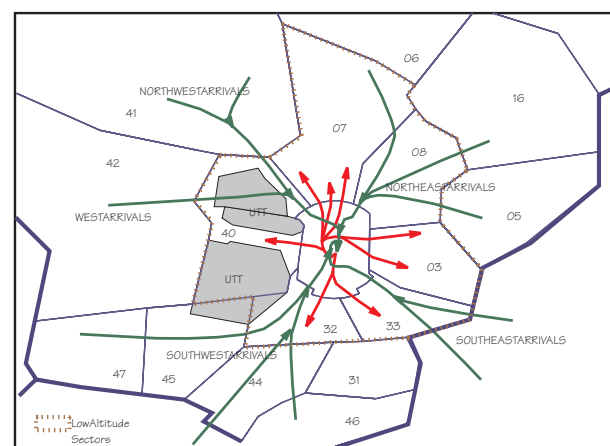 06
NORTHWESTARRIVALS
16
41
07
08
42
NORTHEASTARRIVALS
UTT
WESTARRIVALS
05
40
03
UTT
32
33
SOUTHEASTARRIVALS
SOUTHWESTARRIVALS
47
45
44
31
46
LowAltitude
Sectors